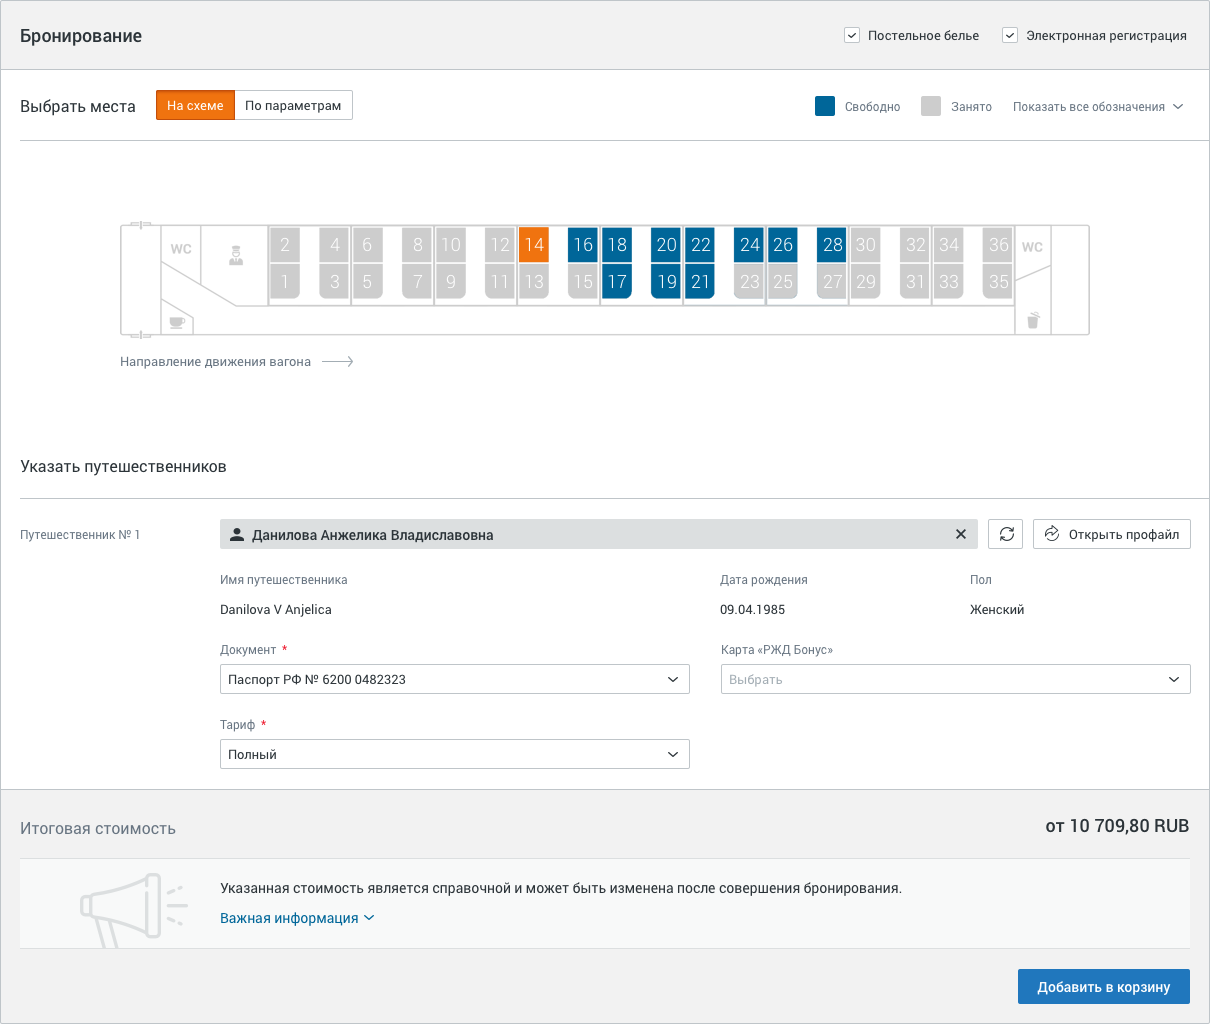 Бронирование
Постельное белье
Электронная регистрация
Выбрать места
На схеме
По параметрам
Свободно
Занято
Показать все обозначения
WC
2 4 6 8 10 12 14 16 18 20 22 24 26 28 30 32 34 36
WC
1 3 5 7 9 11 13 15 17 19 21 23 25 27 29 31 33 35
Направление движения вагона
Указать путешественников
Путешественник № 1
Данилова Анжелика Владиславовна
Открыть профайл
Имя путешественника
Дата рождения
Пол
Danilova V Anjelica
09.04.1985
Женский
Документ *
Карта «РЖД Бонус»
Паспорт РФ № 6200 0482323
Выбрать
Тариф *
Полный
Итоговая стоимость
от 10 709,80 RUB
Указанная стоимость является справочной и может быть изменена после совершения бронирования.
Важная информация
Добавить в корзину